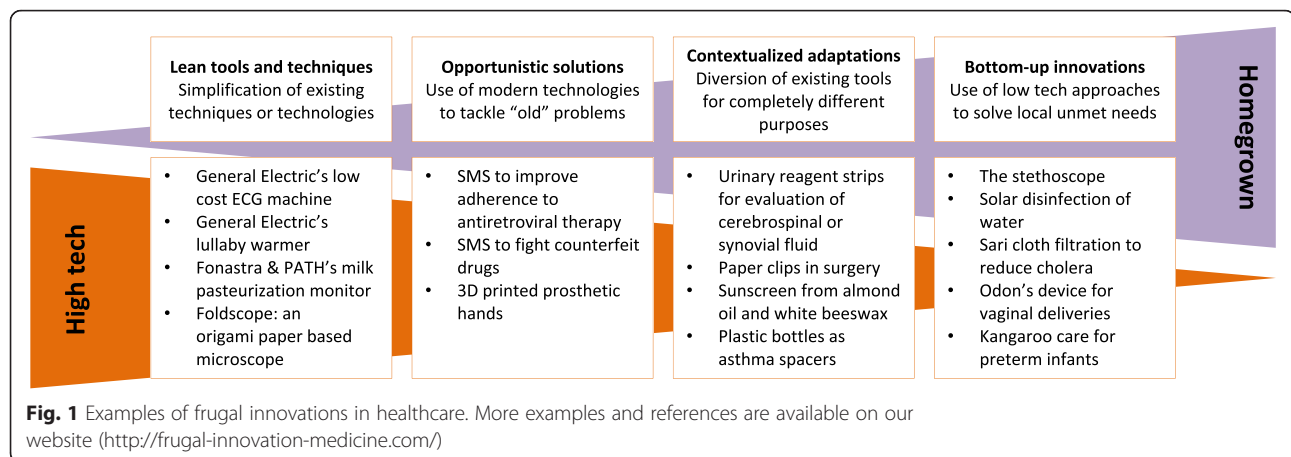 Lean tools and techniques
Simplification of existing
techniques or technologies
Opportunistic solutions
Use of modern technologies
to tackle “old” problems
Contextualized adaptations
Diversion of existing tools
for completely different
purposes
Bottom-up innovations
Use of low tech approaches
to solve local unmet needs
Homegrown
High tech
• General Electric’s low
cost ECG machine
• General Electric’s
lullaby warmer
• Fonastra & PATH’s milk
pasteurization monitor
• Foldscope: an
origami paper based
microscope
• SMS to improve
adherence to
antiretroviral therapy
• SMS to fight counterfeit
drugs
• 3D printed prosthetic
hands
• Urinary reagent strips
for evaluation of
cerebrospinal or
synovial fluid
• Paper clips in surgery
• Sunscreen from almond
oil and white beeswax
• Plastic bottles as
asthma spacers
• The stethoscope
• Solar disinfection of
water
• Sari cloth filtration to
reduce cholera
• Odon’s device for
vaginal deliveries
• Kangaroo care for
preterm infants
Fig. 1 Examples of frugal innovations in healthcare. More examples and references are available on our
website (http://frugal-innovation-medicine.com/)